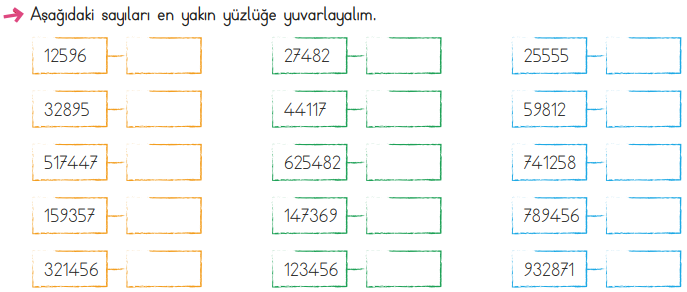 Aşağıdaki sayıları en yakın yüzlüğe yuvarlayalım.
12596 27482 25555
32895 44117 59812
517447 625482 741258
159357 147369 789456
321456 123456 932871